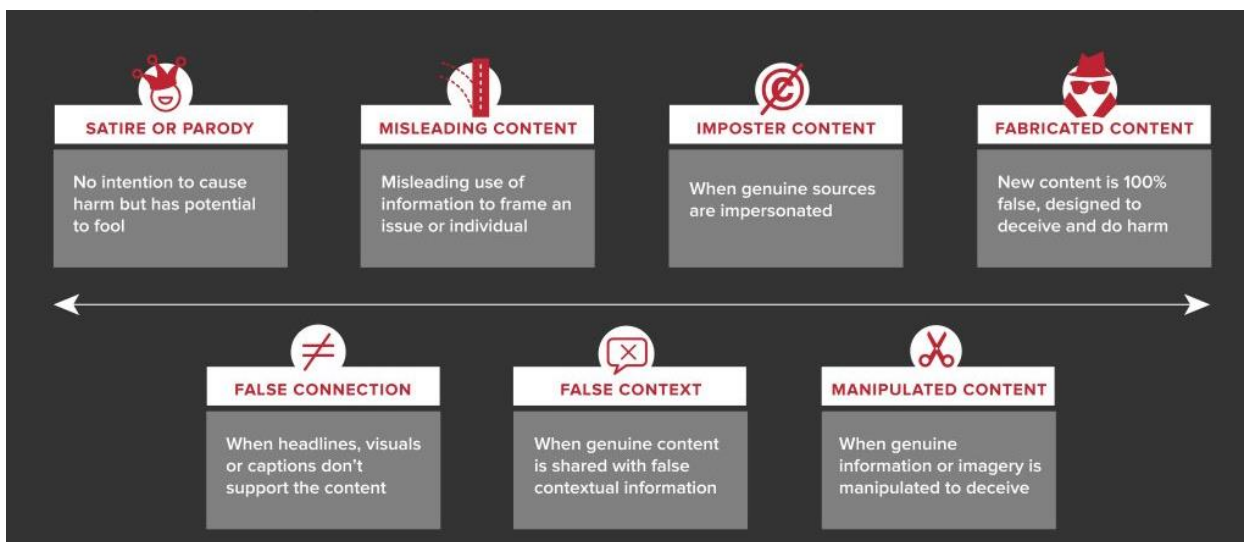 SATIRE OR PARODY
No intention to cause
harm but has potential
to fool
MISLEADING CONTENT
Misleading use of
information to frame an
issue or individual
IMPOSTER CONTENT
When genuine sources
are impersonated
FABRICATED CONTENT
New content is 100%
false, designed to
deceive and do harm
FALSE CONNECTION
When headlines, visuals
or captions don’t
support the content
FALSE CONTEXT
When genuine content
is shared with false
contextual information
MANIPULATED CONTENT
When genuine
information or imagery is
manipulated to deceive